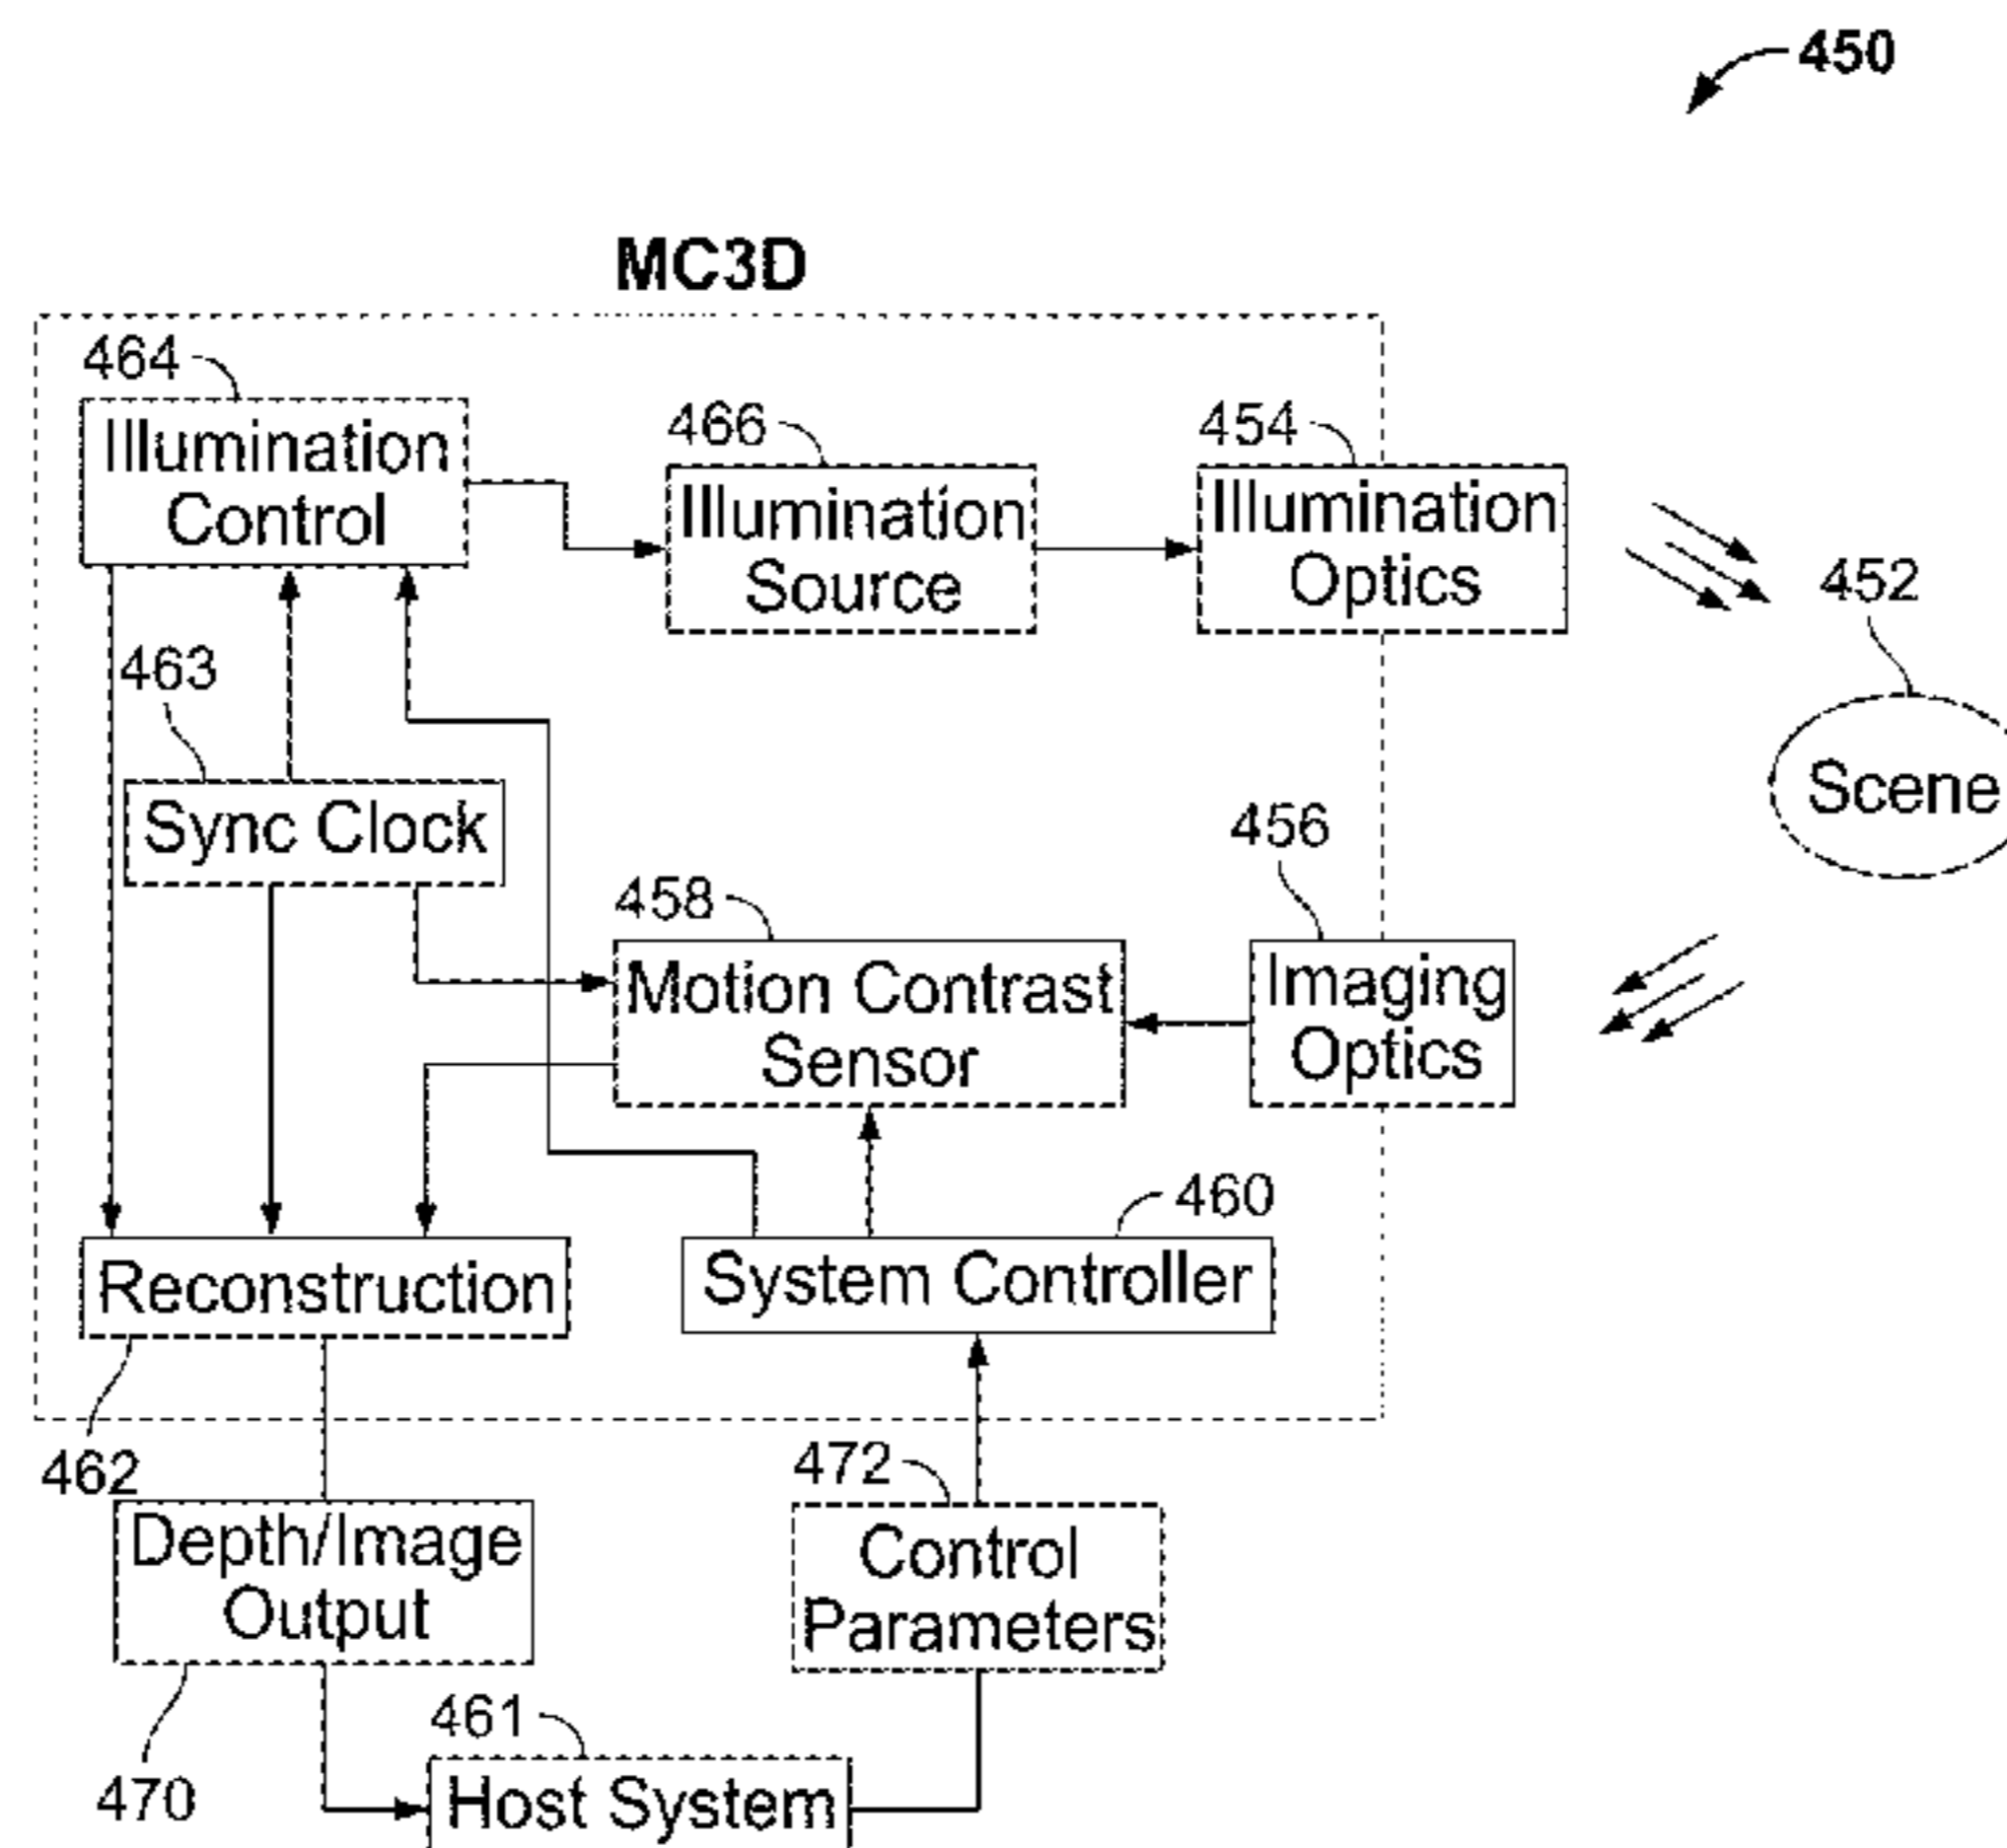 450
MC3D
464
Illumination
Control
466
Illumination
Source
454
Illumination
Optics
452
Scene
463
Sync Clock
458
Motion Contrast
Sensor
456
Imaging
Optics
460
System Controller
Reconstruction
462
472
Control
Parameters
Depth/Image
Output
470
461
Host System